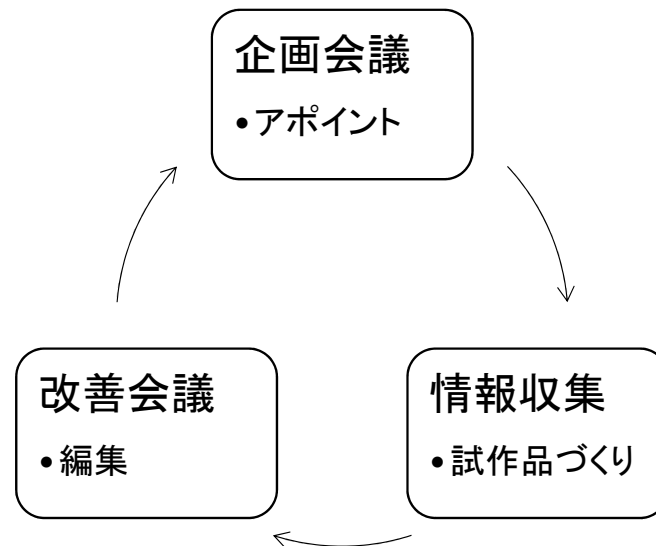 企画会議
•アポイント
情報収集
•試作品づくり
改善会議
•編集